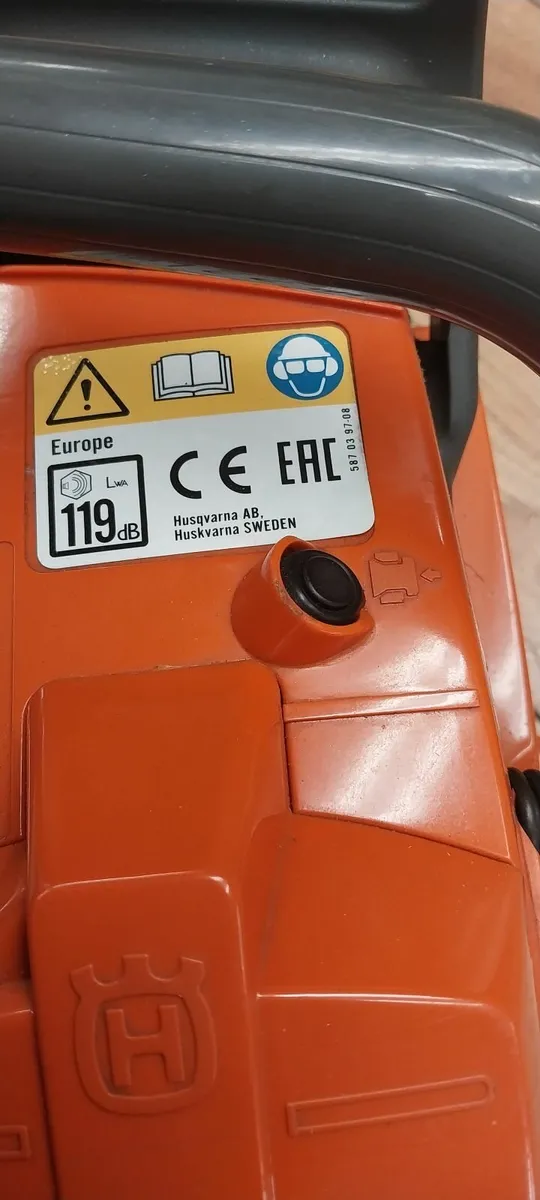 Europe
LWA
119dB
CE EAC
Husqvarna AB,
Huskvarna SWEDEN
587 03 97-08
H